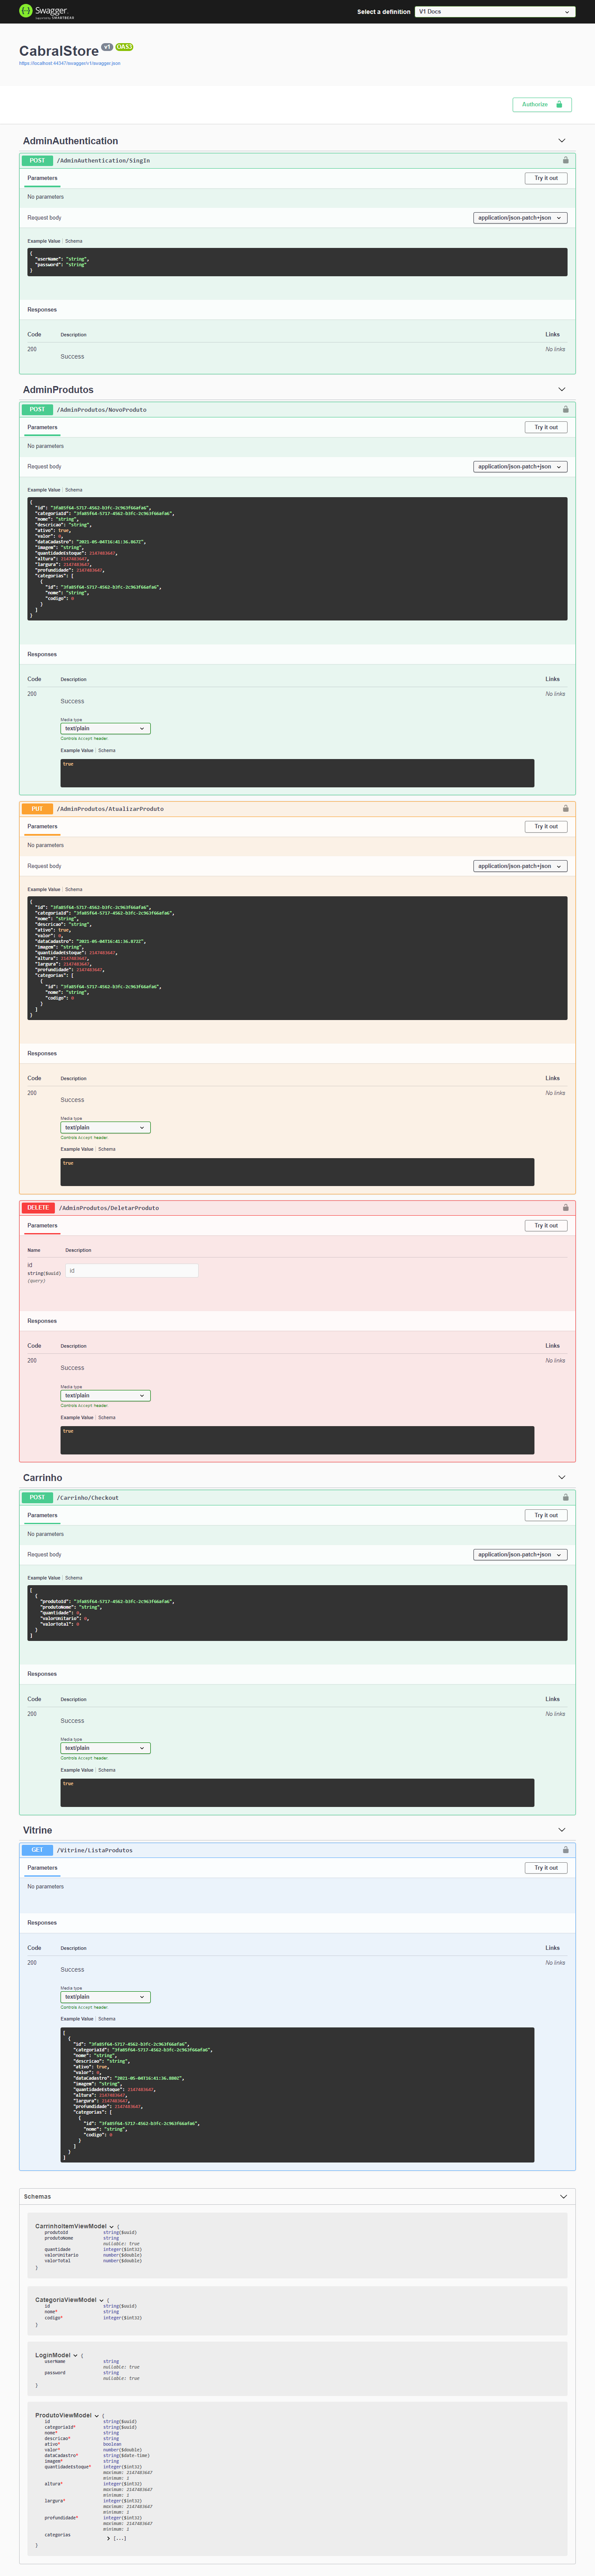 Swagger.
Supported by SMARTBEAR
Select a definition
V1 Docs
CabralStore v1 OAS3
https://localhost:44347/swagger/v1/swagger.json
Authorize
AdminAuthentication
POST /AdminAuthentication/SingIn
Parameters
Try it out
No parameters
Request body
application/json-patch+json
Example Value | Schema
{
"userName": "string",
"password": "string"
}
Responses
Code Description Links
200 No links
Success
AdminProdutos
POST /AdminProdutos/NovoProduto
Parameters
Try it out
No parameters
Request body
application/json-patch+json
Example Value | Schema
{
"id": "3fa85f64-5717-4562-b3fc-2c963f66afa6",
"categoriaId": "3fa85f64-5717-4562-b3fc-2c963f66afa6",
"nome": "string",
"descricao": "string",
"ativo": true,
"valor": 0,
"dataCadastro": "2021-05-04T16:41:36.867Z",
"imagem": "string",
"quantidadeEstoque": 2147483647,
"altura": 2147483647,
"largura": 2147483647,
"profundidade": 2147483647,
"categorias": [
{
"id": "3fa85f64-5717-4562-b3fc-2c963f66afa6",
"nome": "string",
"codigo": 0
}
]
}
Responses
Code Description Links
200 No links
Success
Media type
text/plain
Controls Accept header.
Example Value | Schema
true
PUT /AdminProdutos/AtualizarProduto
Parameters
Try it out
No parameters
Request body
application/json-patch+json
Example Value | Schema
{
"id": "3fa85f64-5717-4562-b3fc-2c963f66afa6",
"categoriaId": "3fa85f64-5717-4562-b3fc-2c963f66afa6",
"nome": "string",
"descricao": "string",
"ativo": true,
"valor": 0,
"dataCadastro": "2021-05-04T16:41:36.873Z",
"imagem": "string",
"quantidadeEstoque": 2147483647,
"altura": 2147483647,
"largura": 2147483647,
"profundidade": 2147483647,
"categorias": [
{
"id": "3fa85f64-5717-4562-b3fc-2c963f66afa6",
"nome": "string",
"codigo": 0
}
]
}
Responses
Code Description Links
200 No links
Success
Media type
text/plain
Controls Accept header.
Example Value | Schema
true
DELETE /AdminProdutos/DeletarProduto
Parameters
Try it out
Name Description
id
string($uuid)
(query)
id
Responses
Code Description Links
200 No links
Success
Media type
text/plain
Controls Accept header.
Example Value | Schema
true
Carrinho
POST /Carrinho/Checkout
Parameters
Try it out
No parameters
Request body
application/json-patch+json
Example Value | Schema
[
{
"produtoId": "3fa85f64-5717-4562-b3fc-2c963f66afa6",
"produtoNome": "string",
"quantidade": 0,
"valorUnitario": 0,
"valorTotal": 0
}
]
Responses
Code Description Links
200 No links
Success
Media type
text/plain
Controls Accept header.
Example Value | Schema
true
Vitrine
GET /Vitrine/ListaProdutos
Parameters
Try it out
No parameters
Responses
Code Description Links
200 No links
Success
Media type
text/plain
Controls Accept header.
Example Value | Schema
[
{
"id": "3fa85f64-5717-4562-b3fc-2c963f66afa6",
"categoriaId": "3fa85f64-5717-4562-b3fc-2c963f66afa6",
"nome": "string",
"descricao": "string",
"ativo": true,
"valor": 0,
"dataCadastro": "2021-05-04T16:41:36.880Z",
"imagem": "string",
"quantidadeEstoque": 2147483647,
"altura": 2147483647,
"largura": 2147483647,
"profundidade": 2147483647,
"categorias": [
{
"id": "3fa85f64-5717-4562-b3fc-2c963f66afa6",
"nome": "string",
"codigo": 0
}
]
}
]
Schemas
CarrinhoItemViewModel {
produtoId string($uuid)
produtoNome string
nullable: true
quantidade integer($int32)
valorUnitario number($double)
valorTotal number($double)
}
CategoriaViewModel {
id string($uuid)
nome* string
codigo* integer($int32)
}
LoginModel {
userName string
nullable: true
password string
nullable: true
}
ProdutoViewModel {
id string($uuid)
categoriaId* string($uuid)
nome* string
descricao* string
ativo* boolean
valor* number($double)
dataCadastro* string($date-time)
imagem* string
quantidadeEstoque* integer($int32)
maximum: 2147483647
minimum: 1
altura* integer($int32)
maximum: 2147483647
minimum: 1
largura* integer($int32)
maximum: 2147483647
minimum: 1
profundidade* integer($int32)
maximum: 2147483647
minimum: 1
categorias
[...]
}